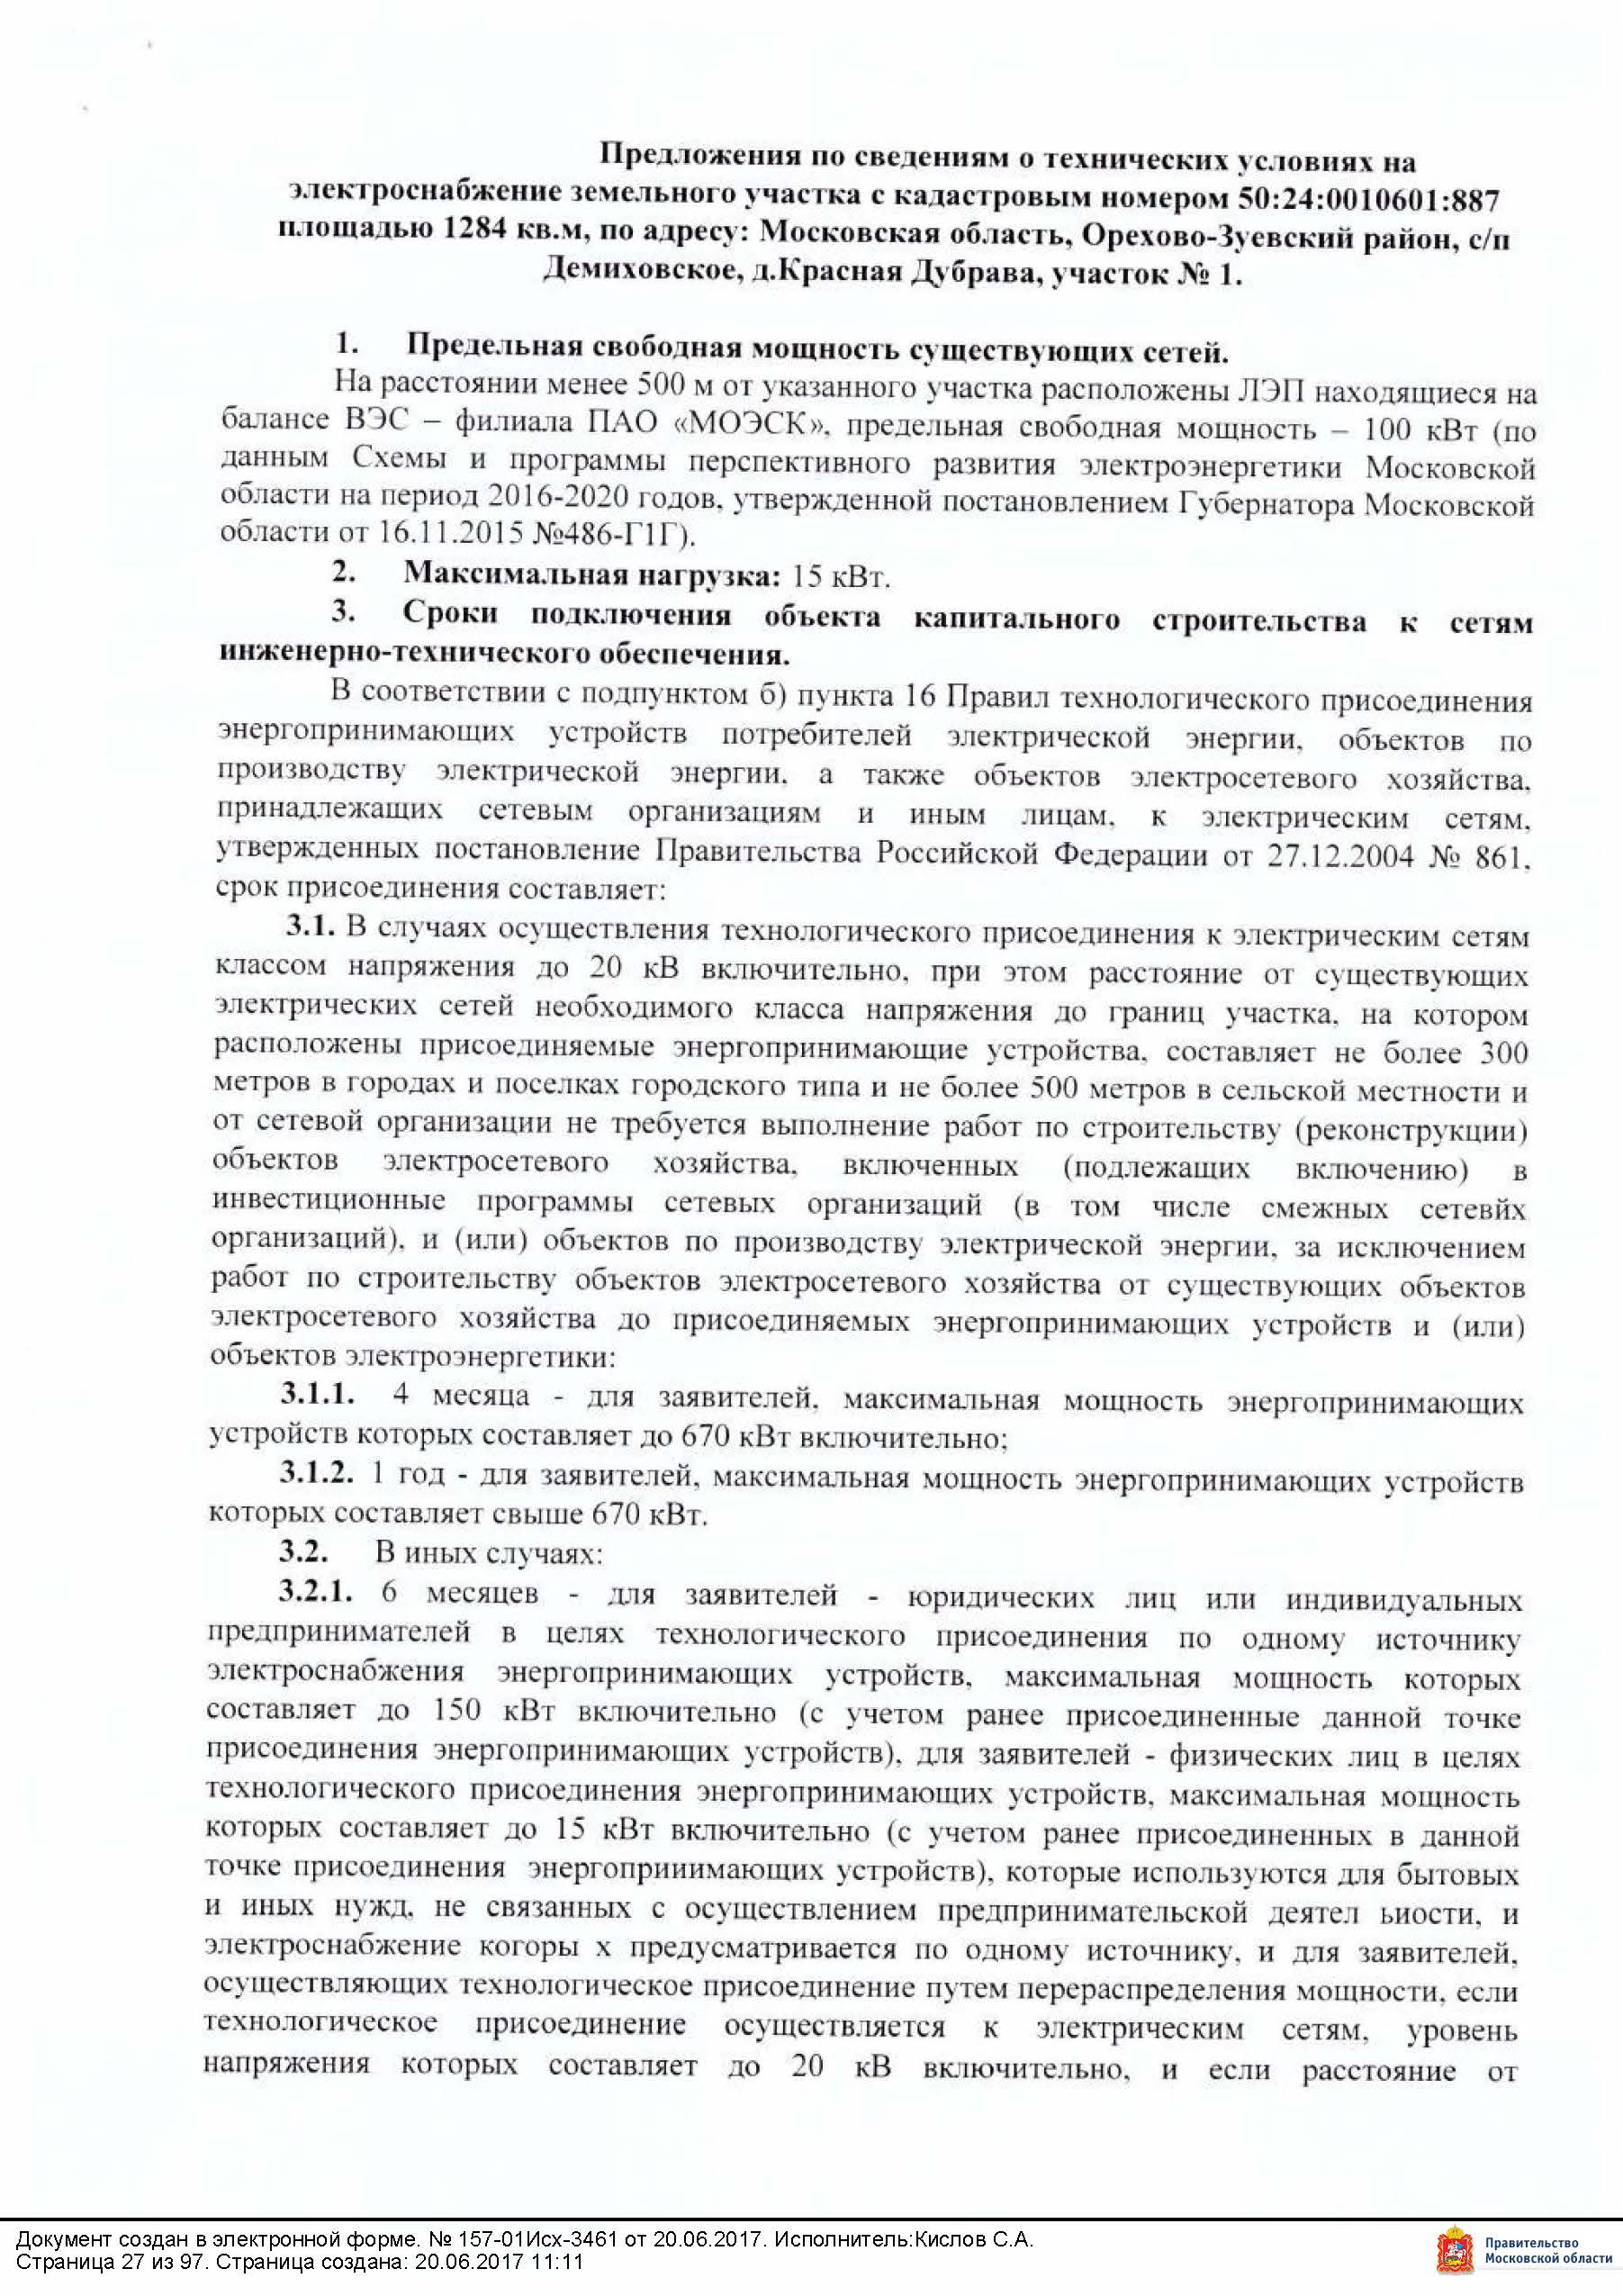 Предложения по сведениям о технических условиях на
электроснабжение земельного участка с кадастровым номером 50:24:0010601:887
площадью 1284 кв.м, по адресу: Московская область, Орехово-Зуевский район, с/п
Демиховское, д.Красная Дубрава, участок № 1.
1. Предельная свободная мощность существующих сетей.
На расстоянии менее 500 м от указанного участка расположены ЛЭП находящиеся на
балансе ВЭС – филиала ПАО «МОЭСК», предельная свободная мощность – 100 кВт (по
данным Схемы и программы перспективного развития электроэнергетики Московской
области на период 2016-2020 годов, утвержденной постановлением Губернатора Московской
области от 16.11.2015 №486-Г1Г).
2. Максимальная нагрузка: 15 кВт.
3. Сроки подключения объекта капитального строительства к сетям
инженерно-технического обеспечения.
В соответствии с подпунктом б) пункта 16 Правил технологического присоединения
энергопринимающих устройств потребителей электрической энергии, объектов по
производству электрической энергии, а также объектов электросетевого хозяйства,
принадлежащих сетевым организациям и иным лицам, к электрическим сетям,
утвержденных постановление Правительства Российской Федерации от 27.12.2004 № 861,
срок присоединения составляет:
3.1. В случаях осуществления технологического присоединения к электрическим сетям
классом напряжения до 20 кВ включительно, при этом расстояние от существующих
электрических сетей необходимого класса напряжения до границ участка, на котором
расположены присоединяемые энергопринимающие устройства, составляет не более 300
метров в городах и поселках городского типа и не более 500 метров в сельской местности и
от сетевой организации не требуется выполнение работ по строительству (реконструкции)
объектов электросетевого хозяйства, включенных (подлежащих включению) в
инвестиционные программы сетевых организаций (в том числе смежных сетевйх
организаций), и (или) объектов по производству электрической энергии, за исключением
работ по строительству объектов электросетевого хозяйства от существующих объектов
электросетевого хозяйства до присоединяемых энергопринимающих устройств и (или)
объектов электроэнергетики:
3.1.1. 4 месяца - для заявителей, максимальная мощность энергопринимающих
устройств которых составляет до 670 кВт включительно;
3.1.2. 1 год - для заявителей, максимальная мощность энергопринимающих устройств
которых составляет свыше 670 кВт.
3.2. В иных случаях:
3.2.1. 6 месяцев - для заявителей - юридических лиц или индивидуальных
предпринимателей в целях технологического присоединения по одному источнику
электроснабжения энергопринимающих устройств, максимальная мощность которых
составляет до 150 кВт включительно (с учетом ранее присоединенные данной точке
присоединения энергопринимающих устройств), для заявителей - физических лиц в целях
технологического присоединения энергопринимающих устройств, максимальная мощность
которых составляет до 15 кВт включительно (с учетом ранее присоединенных в данной
точке присоединения энергоприиимающих устройств), которые используются для бытовых
и иных нужд, не связанных с осуществлением предпринимательской деятел ьиости, и
электроснабжение когоры х предусматривается по одному источнику, и для заявителей,
осуществляющих технологическое присоединение путем перераспределения мощности, если
технологическое присоединение осуществляется к электрическим сетям, уровень
напряжения которых составляет до 20 кВ включительно, и если расстояние от
Документ создан в электронной форме. № 157-01Исх-3461 от 20.06.2017. Исполнитель:Кислов С.А.
Страница 27 из 97. Страница создана: 20.06.2017 11:11
Правительство
Московской области